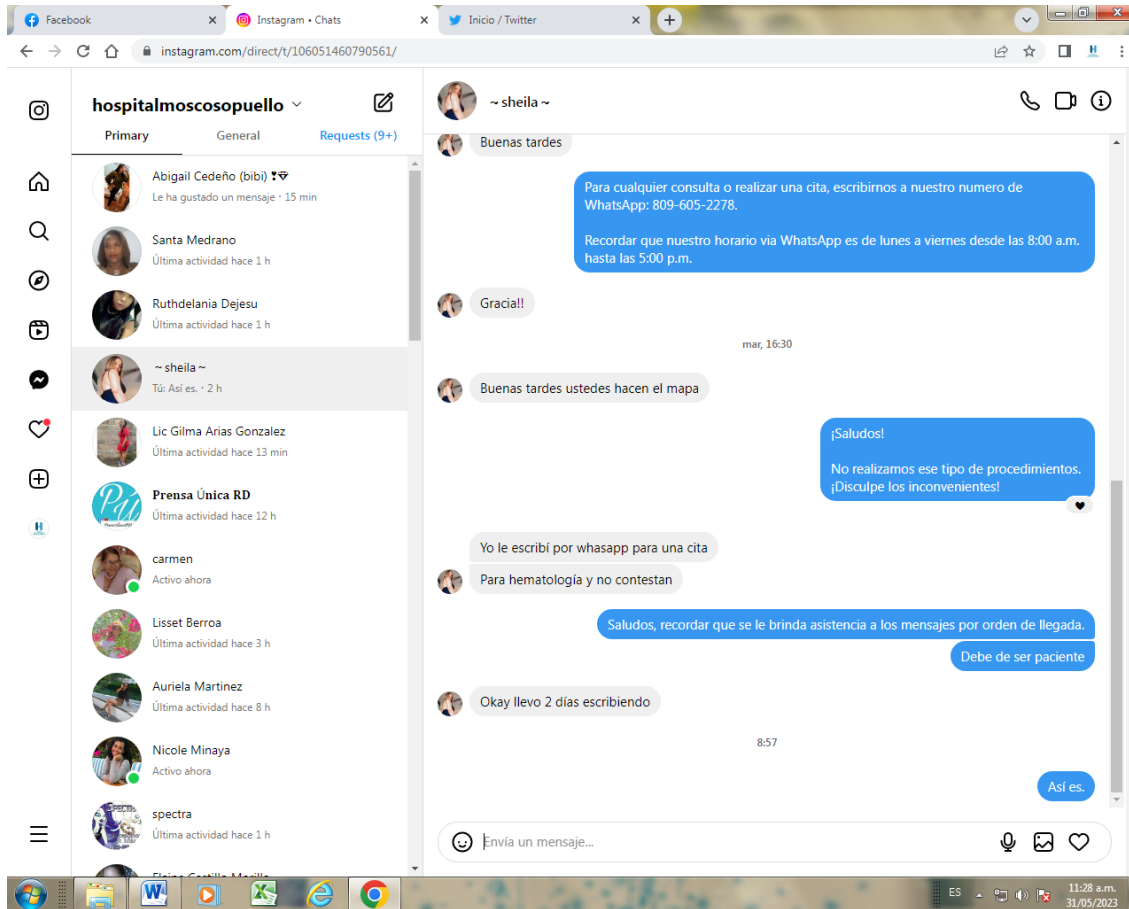 Facebook
Instagram • Chats
Inicio / Twitter
instagram.com/direct/t/106051460790561/
hospitalmoscosopuello
Primary
General
Requests (9+)
Abigail Cedeño (bibi)
Le ha gustado un mensaje · 15 min
Santa Medrano
Última actividad hace 1 h
Ruthdelania Dejesu
Última actividad hace 1 h
~ sheila ~
Tú: Así es. · 2 h
Lic Gilma Arias Gonzalez
Última actividad hace 13 min
Prensa Única RD
Última actividad hace 12 h
carmen
Activo ahora
Lisset Berroa
Última actividad hace 3 h
Auriela Martinez
Última actividad hace 8 h
Nicole Minaya
Activo ahora
spectra
Última actividad hace 1 h
~ sheila ~
Buenas tardes
Para cualquier consulta o realizar una cita, escribirnos a nuestro numero de
WhatsApp: 809-605-2278.
Recordar que nuestro horario via WhatsApp es de lunes a viernes desde las 8:00 a.m.
hasta las 5:00 p.m.
Gracia!!
mar, 16:30
Buenas tardes ustedes hacen el mapa
¡Saludos!
No realizamos ese tipo de procedimientos.
¡Disculpe los inconvenientes!
Yo le escribí por whasapp para una cita
Para hematología y no contestan
Saludos, recordar que se le brinda asistencia a los mensajes por orden de llegada.
Debe de ser paciente
Okay llevo 2 días escribiendo
8:57
Así es.
Envía un mensaje...
ES
11:28 a.m.
31/05/2023